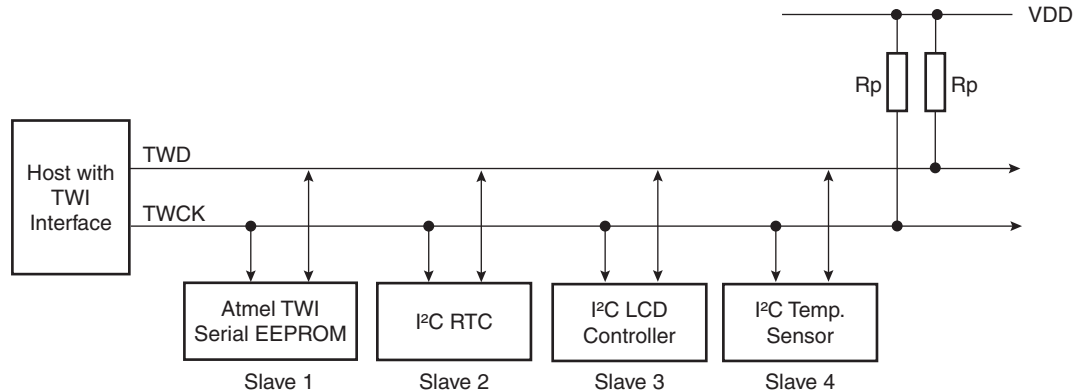 VDD
Rp
Rp
Host with
TWI
Interface
TWD
TWCK
Atmel TWI
Serial EEPROM
I²C RTC
I²C LCD
Controller
I²C Temp.
Sensor
Slave 1
Slave 2
Slave 3
Slave 4